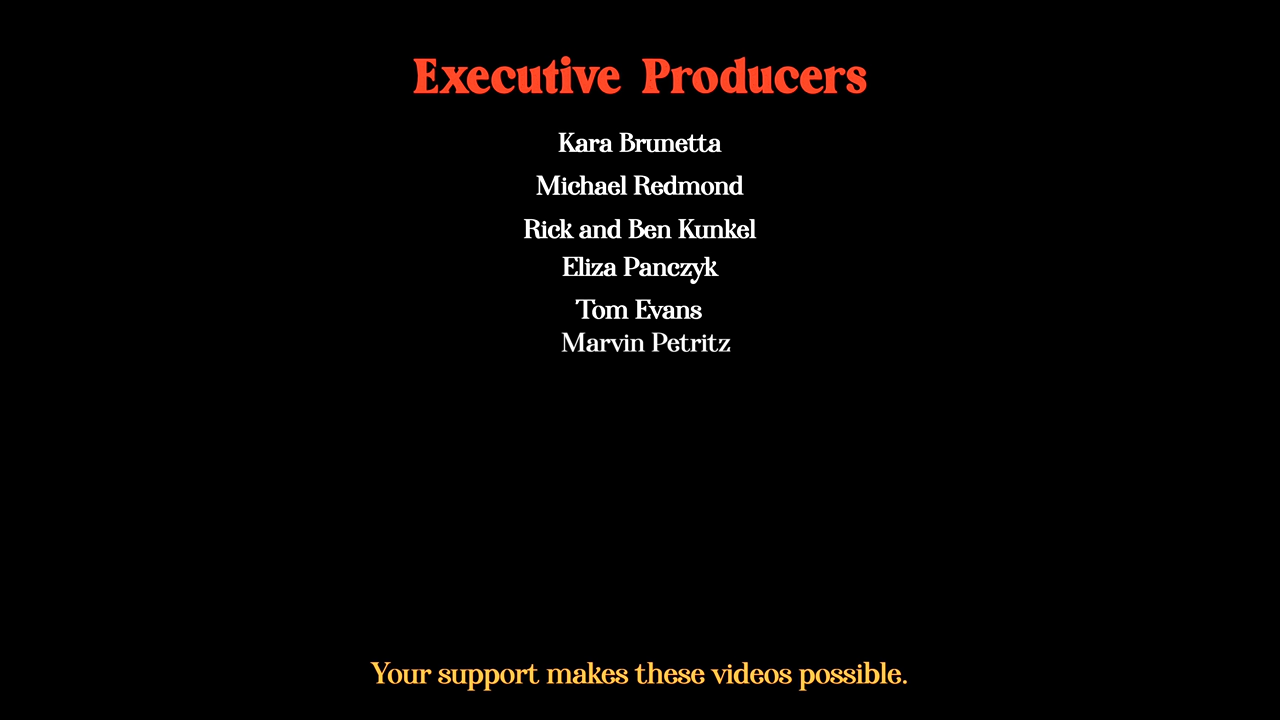 Executive Producers
Kara Brunetta
Michael Redmond
Rick and Ben Kunkel
Eliza Panczyk
Tom Evans
Marvin Petritz
Your support makes these videos possible.